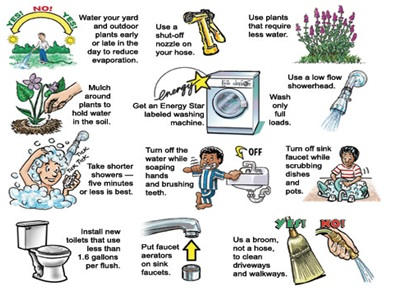 YES! NO! YES!
Water your yard
and outdoor
plants early
or late in the
day to reduce
evaporation.
Use a
shut-off
nozzle on
your hose.
Use plants
that require
less water.
Mulch
around
plants to
hold water
in the soil.
energy
Get an Energy Star
labeled washing
machine.
Wash
only
full
loads.
Use a low flow
showerhead.
Take shorter
showers —
five minutes
or less is best.
Turn off the
water while
soaping
hands
and brushing
teeth.
OFF
Turn off sink
faucet while
scrubbing
dishes
and
pots.
Install new
toilets that use
less than
1.6 gallons
per flush.
Put faucet
aerators
on sink
faucets.
Us a broom,
not a hose,
to clean
driveways
and walkways.
YES! NO!